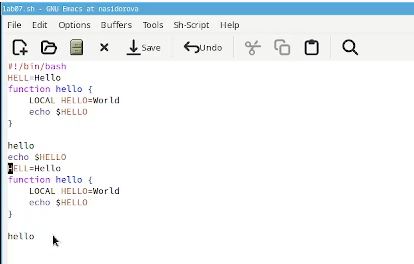 lab07.sh - GNU Emacs at nasidorova
File Edit Options Buffers Tools Sh-Script Help
Save Undo
#!/bin/bash
HELL=Hello
function hello {
    LOCAL HELLO=World
    echo $HELLO
}

hello
echo $HELLO
HELL=Hello
function hello {
    LOCAL HELLO=World
    echo $HELLO
}

hello